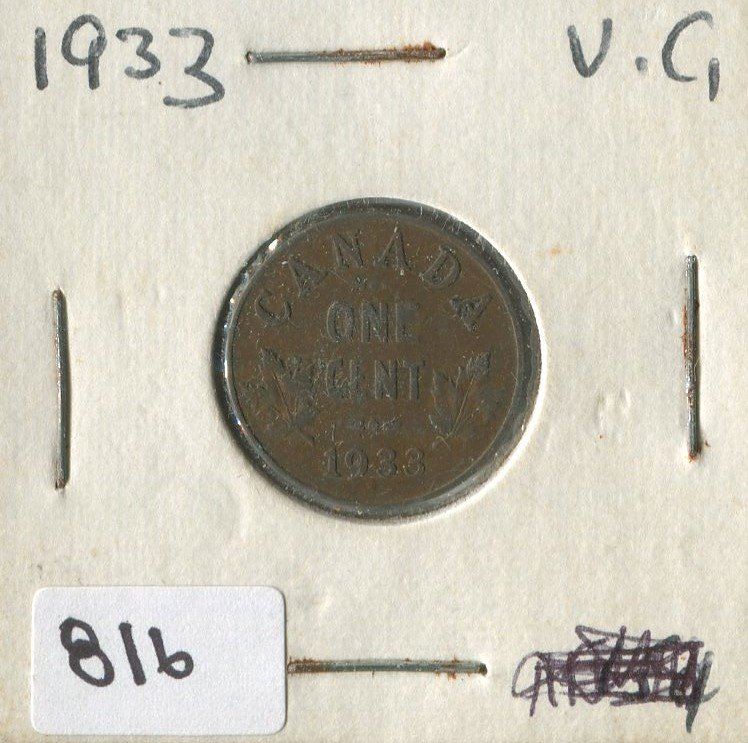 1933 V.G
CANADA
ONE
CENT
1933
816